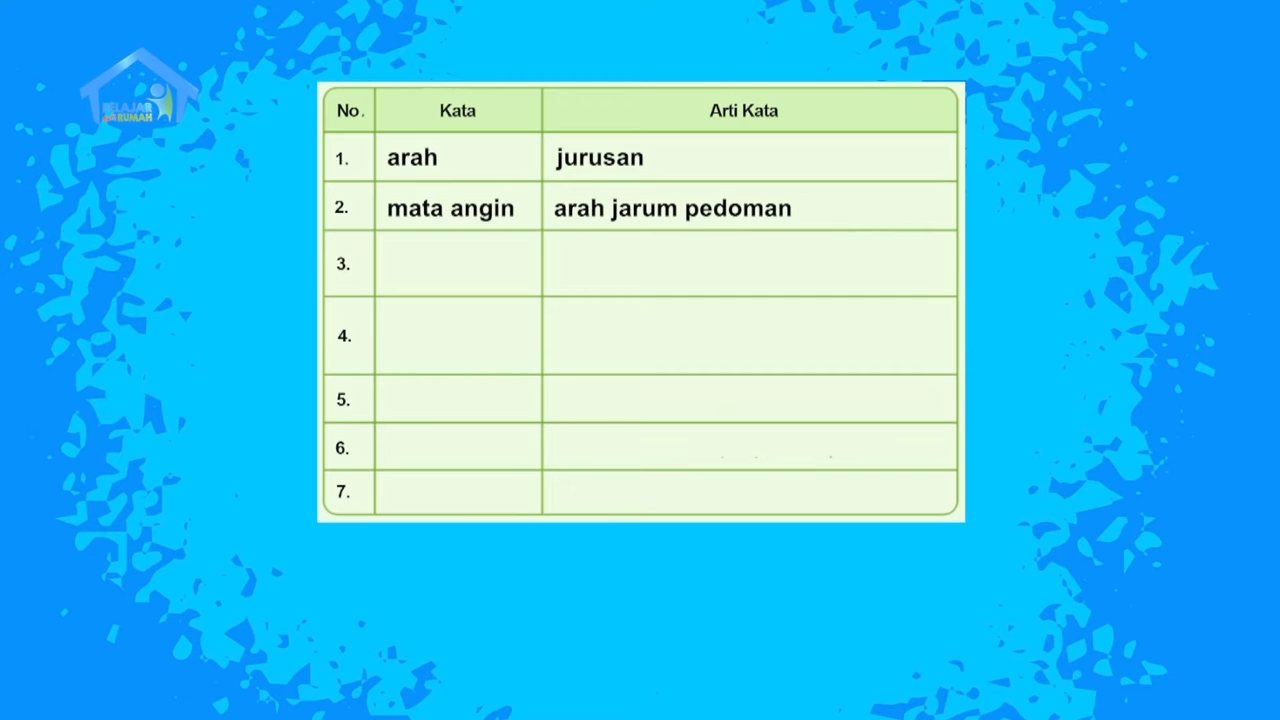 BELAJAR
dari RUMAH
No. Kata Arti Kata
1. arah jurusan
2. mata angin arah jarum pedoman
3.
4.
5.
6.
7.